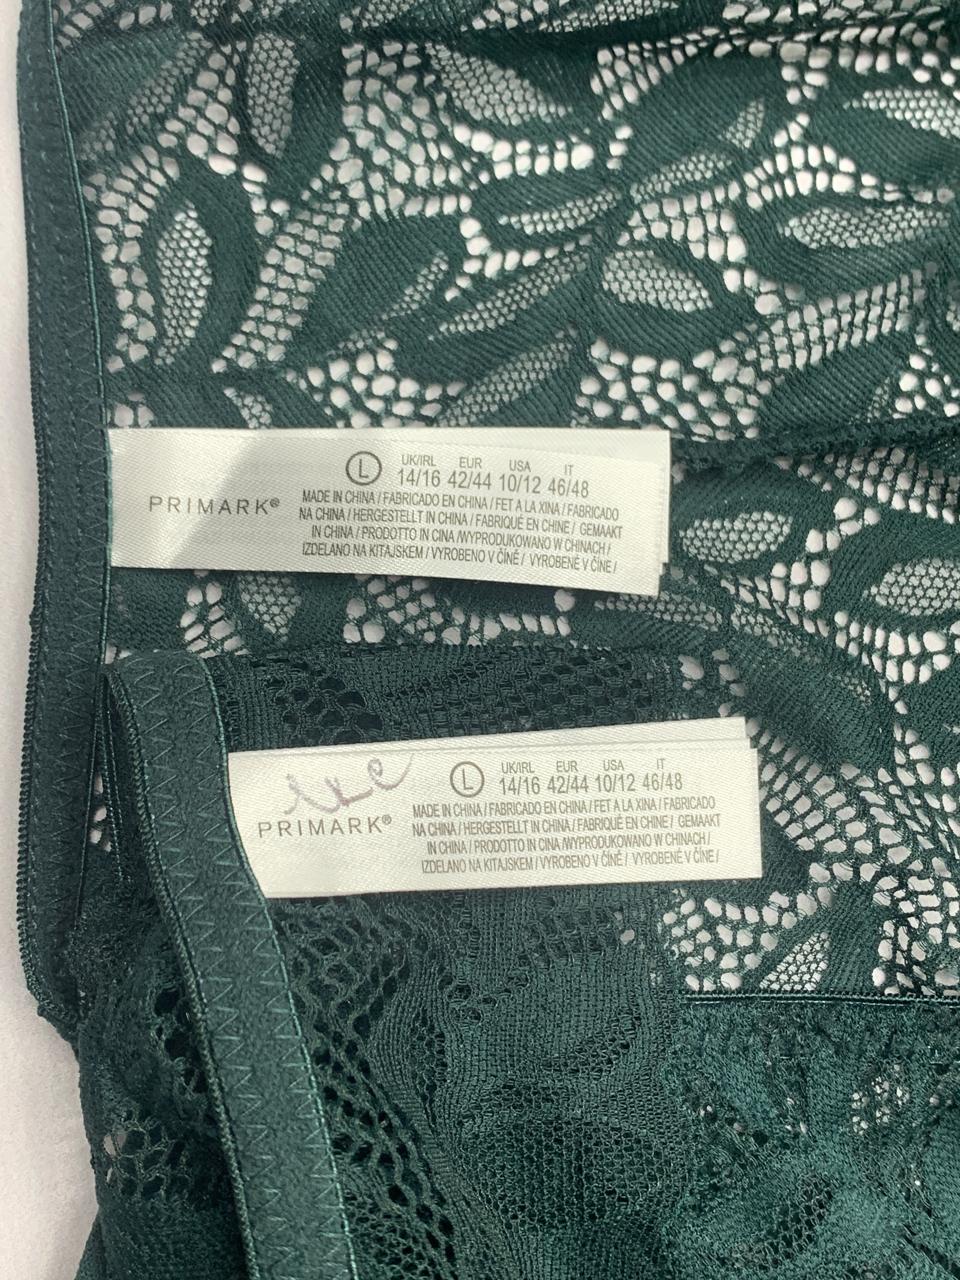 PRIMARK®
L
UK/IRL EUR USA IT
14/16 42/44 10/12 46/48
MADE IN CHINA / FABRICADO EN CHINA / FET A LA XINA / FABRICADO
NA CHINA / HERGESTELLT IN CHINA / FABRIQUÉ EN CHINE / GEMAAKT
IN CHINA / PRODOTTO IN CINA /WYPRODUKOWANO W CHINACH /
IZDELANO NA KITAJSKEM / VYROBENO V ČÍNĚ / VYROBENÉ V ČÍNE /
PRIMARK®
L
UK/IRL EUR USA IT
14/16 42/44 10/12 46/48
MADE IN CHINA / FABRICADO EN CHINA / FET A LA XINA / FABRICADO
NA CHINA / HERGESTELLT IN CHINA / FABRIQUÉ EN CHINE / GEMAAKT
IN CHINA / PRODOTTO IN CINA /WYPRODUKOWANO W CHINACH /
IZDELANO NA KITAJSKEM / VYROBENO V ČÍNĚ / VYROBENÉ V ČÍNE /